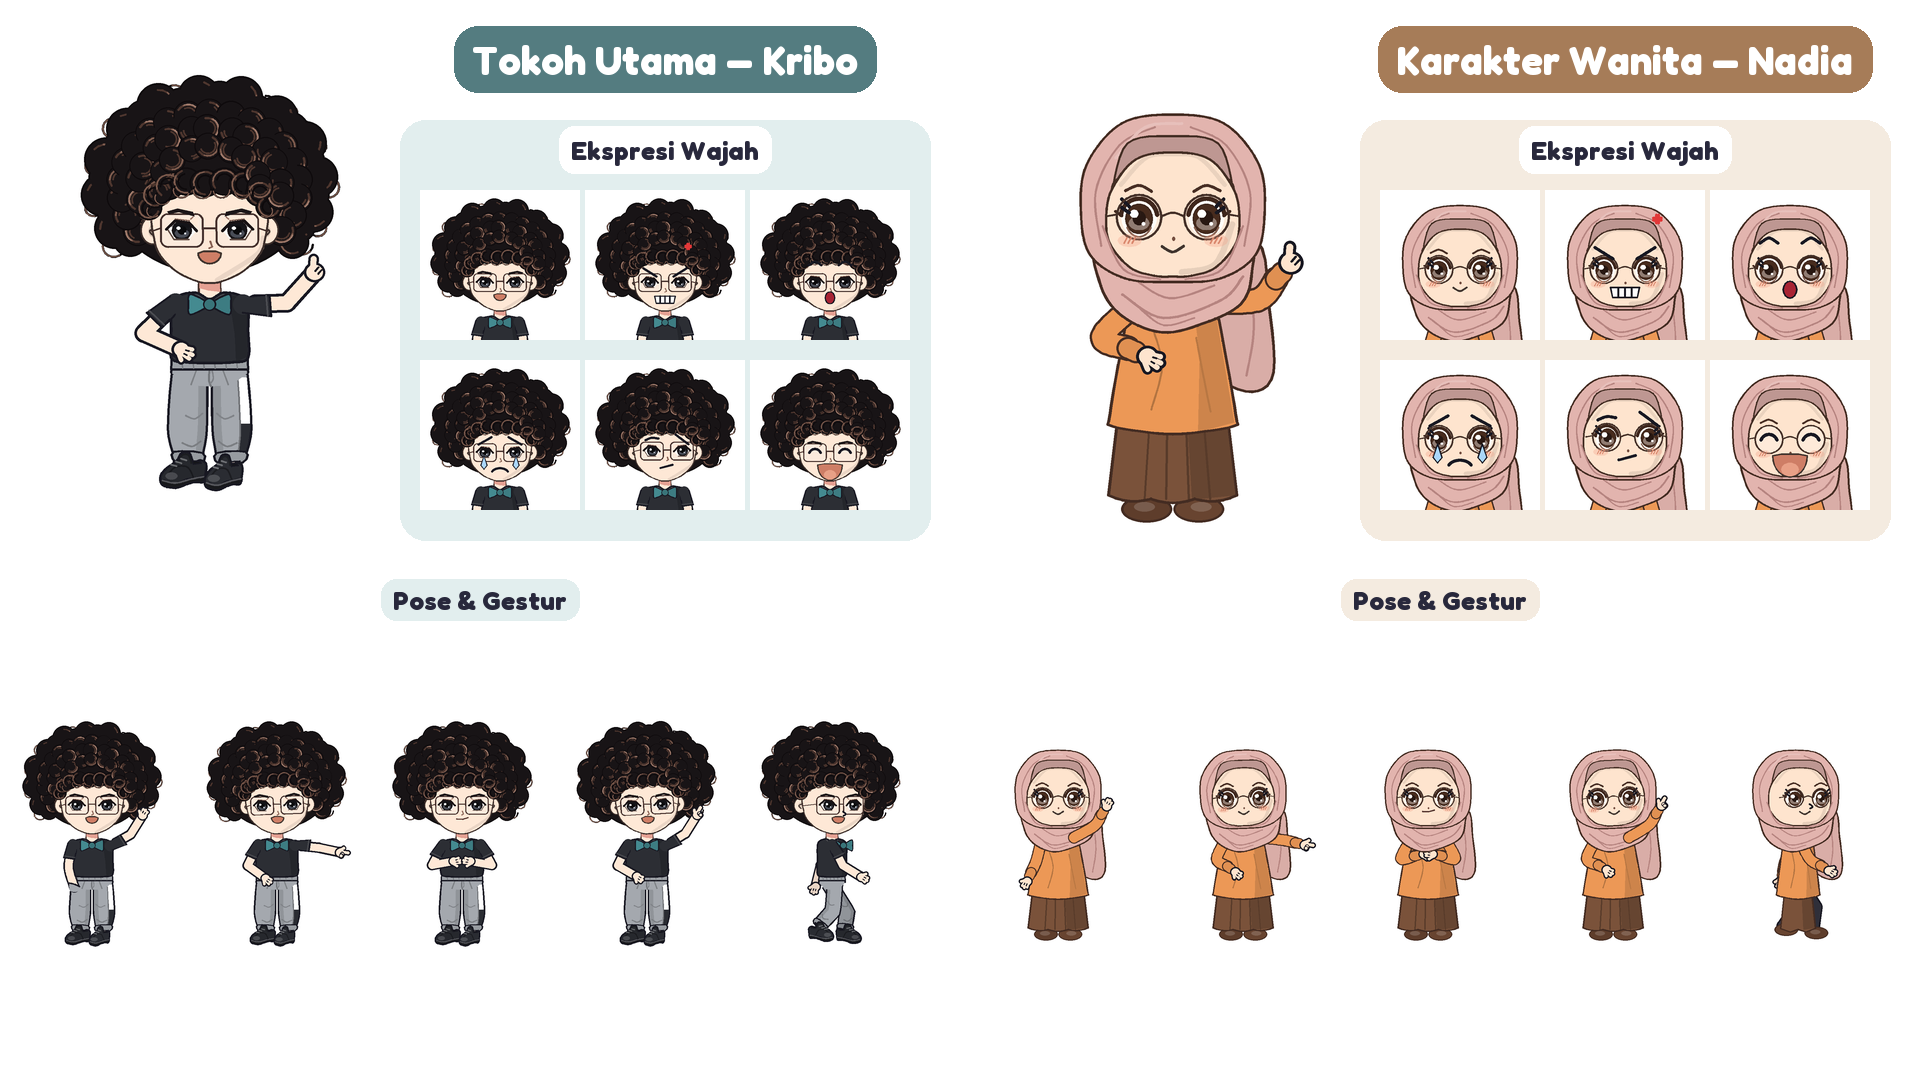 Tokoh Utama – Kribo
Ekspresi Wajah
Pose & Gestur
Karakter Wanita – Nadia
Ekspresi Wajah
Pose & Gestur